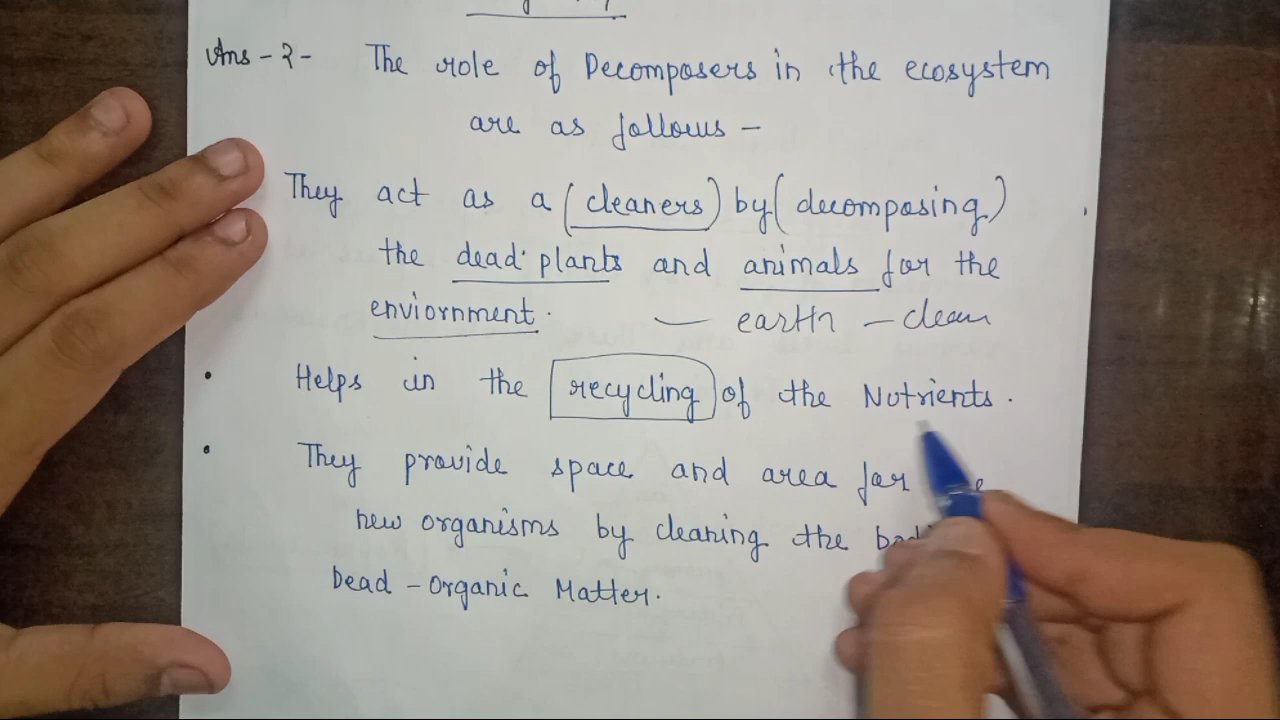 Ans - 2 - The role of Decomposers in the ecosystem
are as follows -
They act as a (cleaners) by (decomposing)
the dead plants and animals for the
enviornment. — earth - clean
• Helps in the recycling of the Nutrients.
• They provide space and area for
new organisms by cleaning the
Dead - Organic Matter.